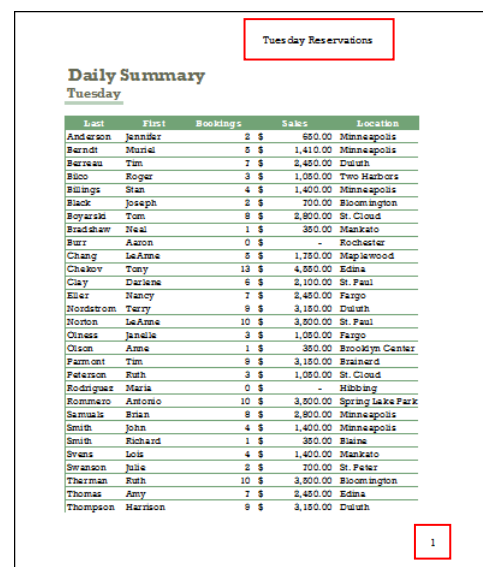 Tuesday Reservations
Daily Summary
Tuesday
Last First Bookings Sales Location
Anderson Jennifer 2 $ 650.00 Minneapolis
Berndt Muriel 5 $ 1,410.00 Minneapolis
Berreau Tim 7 $ 2,450.00 Duluth
Biico Roger 3 $ 1,050.00 Two Harbors
Billings Stan 4 $ 1,400.00 Minneapolis
Black Joseph 2 $ 700.00 Bloomington
Boyarski Tom 8 $ 2,800.00 St. Cloud
Bradshaw Neal 1 $ 350.00 Mankato
Burr Aaron 0 $ - Rochester
Chang LeAnne 5 $ 1,750.00 Maplewood
Chekov Tony 13 $ 4,550.00 Edina
Clay Darlene 6 $ 2,100.00 St. Paul
Eller Nancy 7 $ 2,450.00 Fargo
Nordstrom Terry 9 $ 3,150.00 Duluth
Norton LeAnne 10 $ 3,500.00 St. Paul
Olness Janelle 3 $ 1,050.00 Fargo
Olson Anne 1 $ 350.00 Brooklyn Center
Parmont Tim 9 $ 3,150.00 Brainerd
Peterson Ruth 3 $ 1,050.00 St. Cloud
Rodriguez Maria 0 $ - Hibbing
Rommero Antonio 10 $ 3,500.00 Spring Lake Park
Samuals Brian 8 $ 2,800.00 Minneapolis
Smith John 4 $ 1,400.00 Minneapolis
Smith Richard 1 $ 350.00 Blaine
Svens Lois 4 $ 1,400.00 Mankato
Swanson Julie 2 $ 700.00 St. Peter
Therman Ruth 10 $ 3,500.00 Bloomington
Thomas Amy 7 $ 2,450.00 Edina
Thompson Harrison 9 $ 3,150.00 Duluth
1